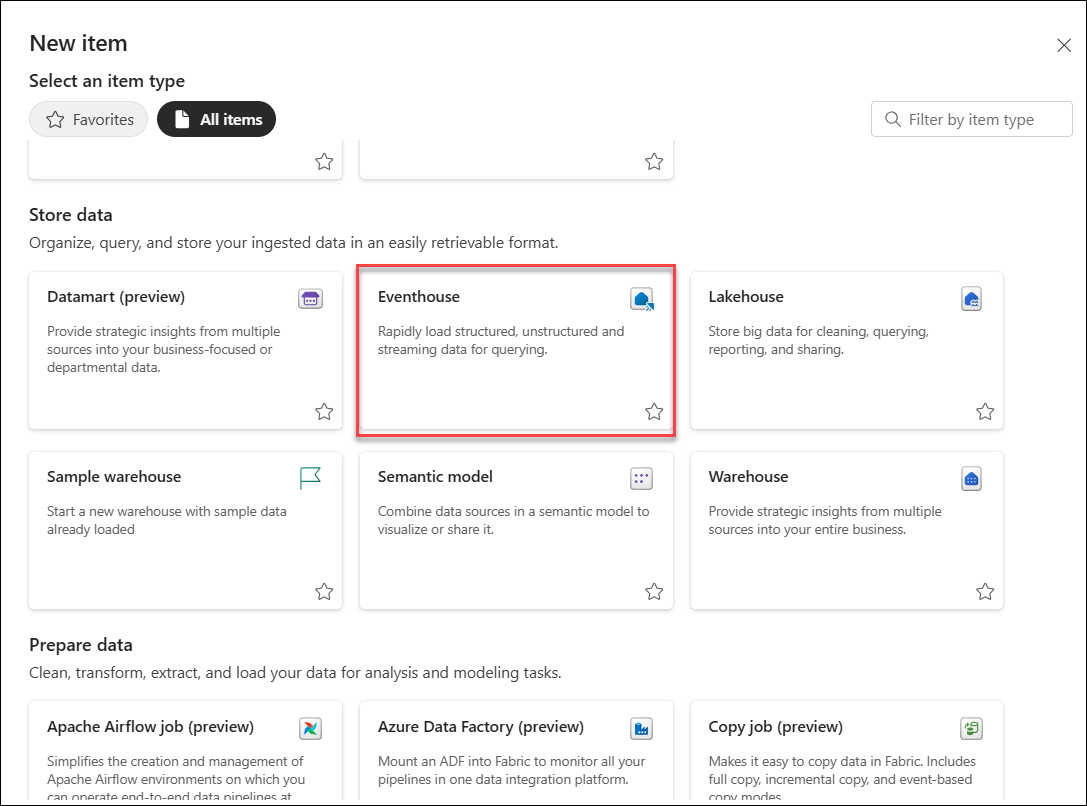 New item
Select an item type
Favorites
All items
Filter by item type
Store data
Organize, query, and store your ingested data in an easily retrievable format.
Datamart (preview)
Provide strategic insights from multiple
sources into your business-focused or
departmental data.
Eventhouse
Rapidly load structured, unstructured and
streaming data for querying.
Lakehouse
Store big data for cleaning, querying,
reporting, and sharing.
Sample warehouse
Start a new warehouse with sample data
already loaded
Semantic model
Combine data sources in a semantic model to
visualize or share it.
Warehouse
Provide strategic insights from multiple
sources into your entire business.
Prepare data
Clean, transform, extract, and load your data for analysis and modeling tasks.
Apache Airflow job (preview)
Simplifies the creation and management of
Apache Airflow environments on which you
can operate end-to-end data pipelines at
Azure Data Factory (preview)
Mount an ADF into Fabric to monitor all your
pipelines in one data integration platform.
Copy job (preview)
Makes it easy to copy data in Fabric. Includes
full copy, incremental copy, and event-based
copy modes.